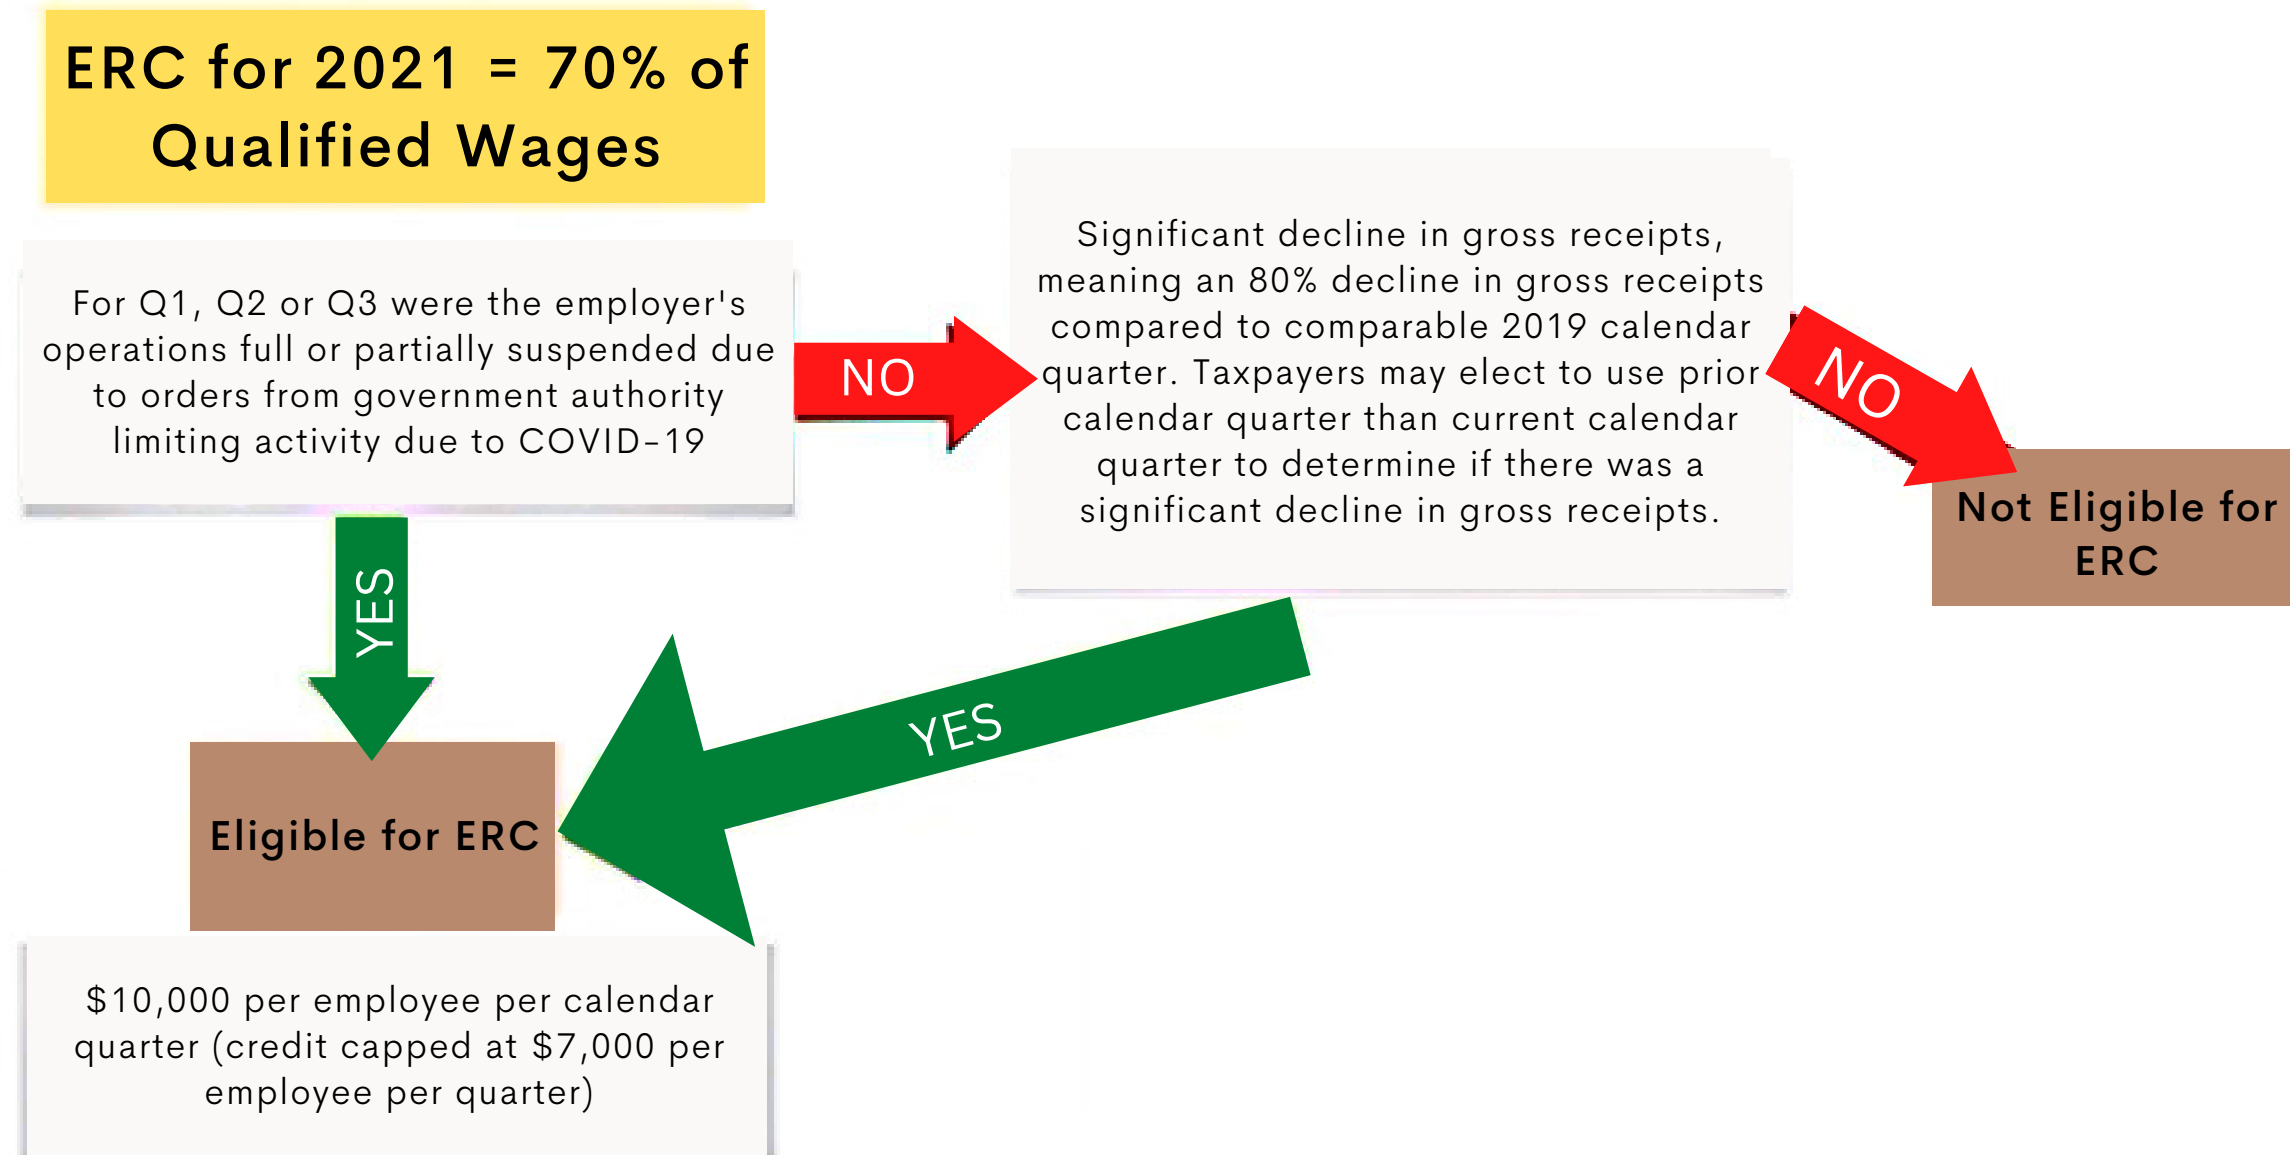 ERC for 2021 = 70% of
Qualified Wages
For Q1, Q2 or Q3 were the employer's
operations full or partially suspended due
to orders from government authority
limiting activity due to COVID-19
NO
Significant decline in gross receipts,
meaning an 80% decline in gross receipts
compared to comparable 2019 calendar
quarter. Taxpayers may elect to use prior
calendar quarter than current calendar
quarter to determine if there was a
significant decline in gross receipts.
NO
Not Eligible for
ERC
YES
YES
Eligible for ERC
$10,000 per employee per calendar
quarter (credit capped at $7,000 per
employee per quarter)